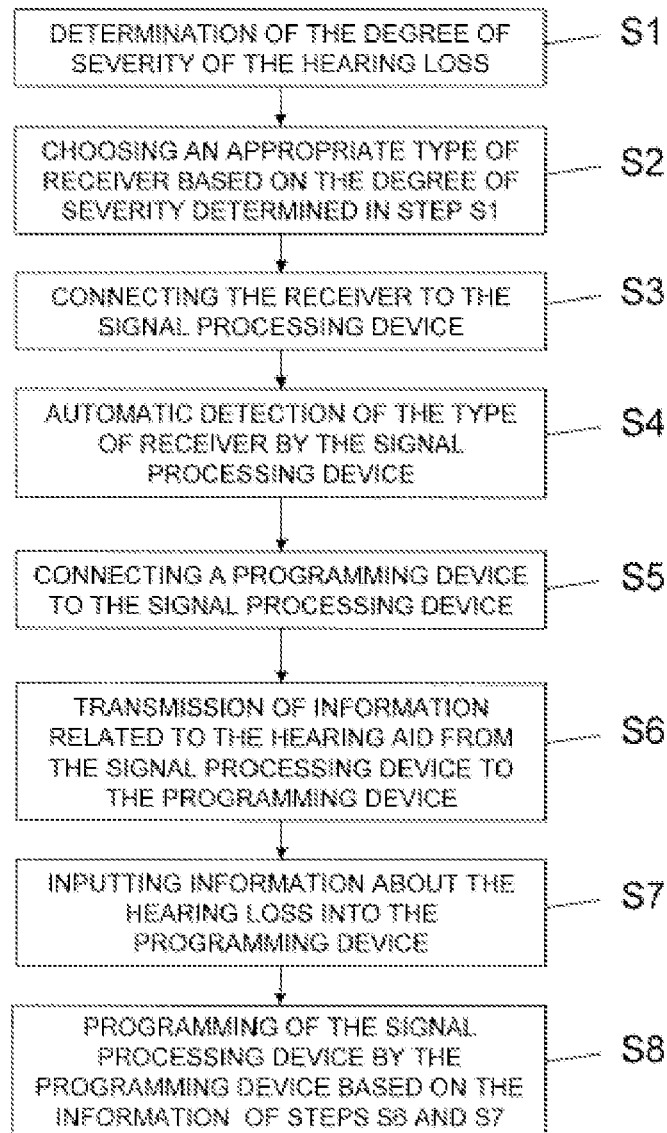 DETERMINATION OF THE DEGREE OF
SEVERITY OF THE HEARING LOSS
S1
CHOOSING AN APPROPRIATE TYPE OF
RECEIVER BASED ON THE DEGREE OF
SEVERITY DETERMINED IN STEP S1
S2
CONNECTING THE RECEIVER TO THE
SIGNAL PROCESSING DEVICE
S3
AUTOMATIC DETECTION OF THE TYPE
OF RECEIVER BY THE SIGNAL
PROCESSING DEVICE
S4
CONNECTING A PROGRAMMING DEVICE
TO THE SIGNAL PROCESSING DEVICE
S5
TRANSMISSION OF INFORMATION
RELATED TO THE HEARING AID FROM
THE SIGNAL PROCESSING DEVICE TO
THE PROGRAMMING DEVICE
S6
INPUTTING INFORMATION ABOUT THE
HEARING LOSS INTO THE
PROGRAMMING DEVICE
S7
PROGRAMMING OF THE SIGNAL
PROCESSING DEVICE BY THE
PROGRAMMING DEVICE BASED ON THE
INFORMATION OF STEPS S6 AND S7
S8